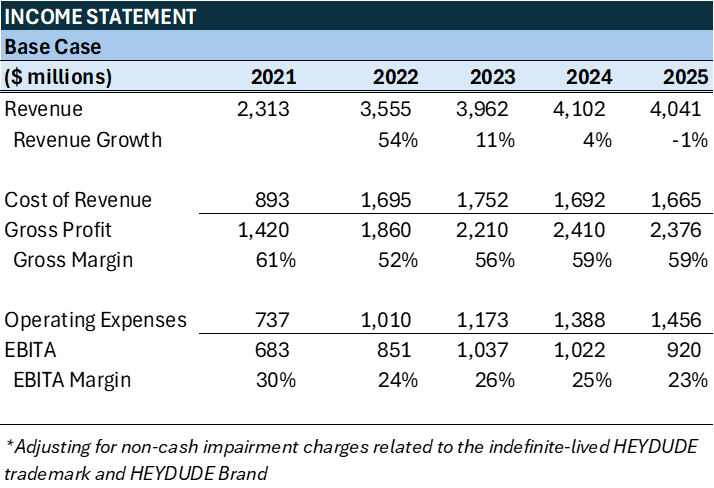 INCOME STATEMENT
Base Case
($ millions) 2021 2022 2023 2024 2025
Revenue 2,313 3,555 3,962 4,102 4,041
Revenue Growth 54% 11% 4% -1%
Cost of Revenue 893 1,695 1,752 1,692 1,665
Gross Profit 1,420 1,860 2,210 2,410 2,376
Gross Margin 61% 52% 56% 59% 59%
Operating Expenses 737 1,010 1,173 1,388 1,456
EBITA 683 851 1,037 1,022 920
EBITA Margin 30% 24% 26% 25% 23%
*Adjusting for non-cash impairment charges related to the indefinite-lived HEYDUDE
trademark and HEYDUDE Brand